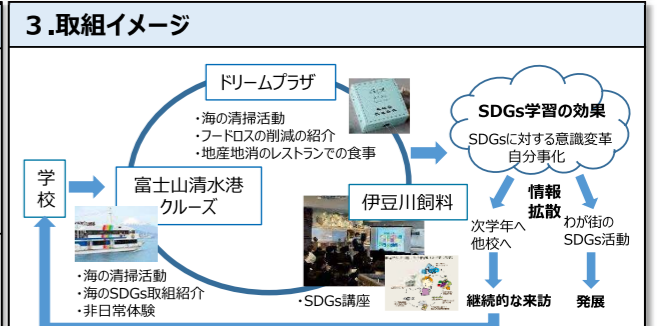 ３.取組イメージ
ドリームプラザ
・海の清掃活動
・フードロスの削減の紹介
・地産地消のレストランでの食事
SDGs学習の効果
SDGsに対する意識変革
自分事化
学
校
富士山清水港
クルーズ
伊豆川飼料
情報
拡散
次学年へ
他校へ
わが街の
SDGs活動
・海の清掃活動
・海のSDGs取組紹介
・非日常体験
・SDGs講座
継続的な来訪
発展